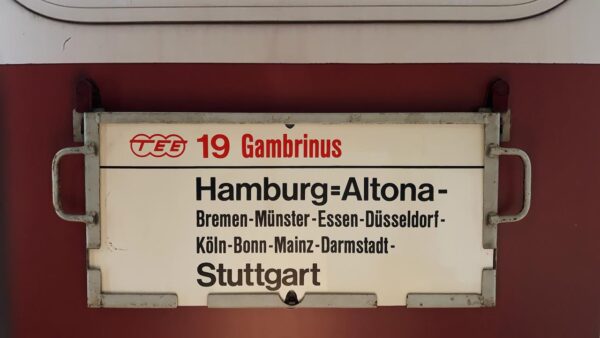 TEE 19 Gambrinus
Hamburg=Altona-
Bremen-Münster-Essen-Düsseldorf-
Köln-Bonn-Mainz-Darmstadt-
Stuttgart